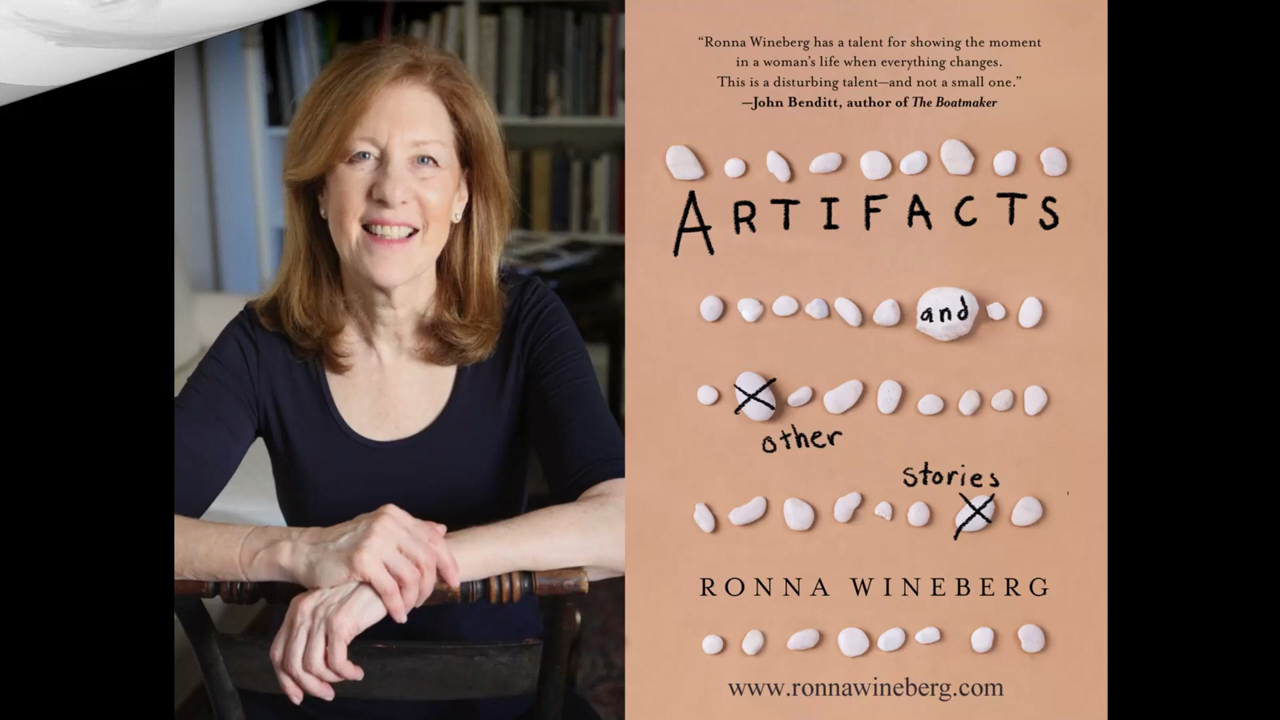 “Ronna Wineberg has a talent for showing the moment
in a woman’s life when everything changes.
This is a disturbing talent—and not a small one.”
—John Benditt, author of The Boatmaker
ARTIFACTS
and
other
stories
RONNA WINEBERG
www.ronnawineberg.com